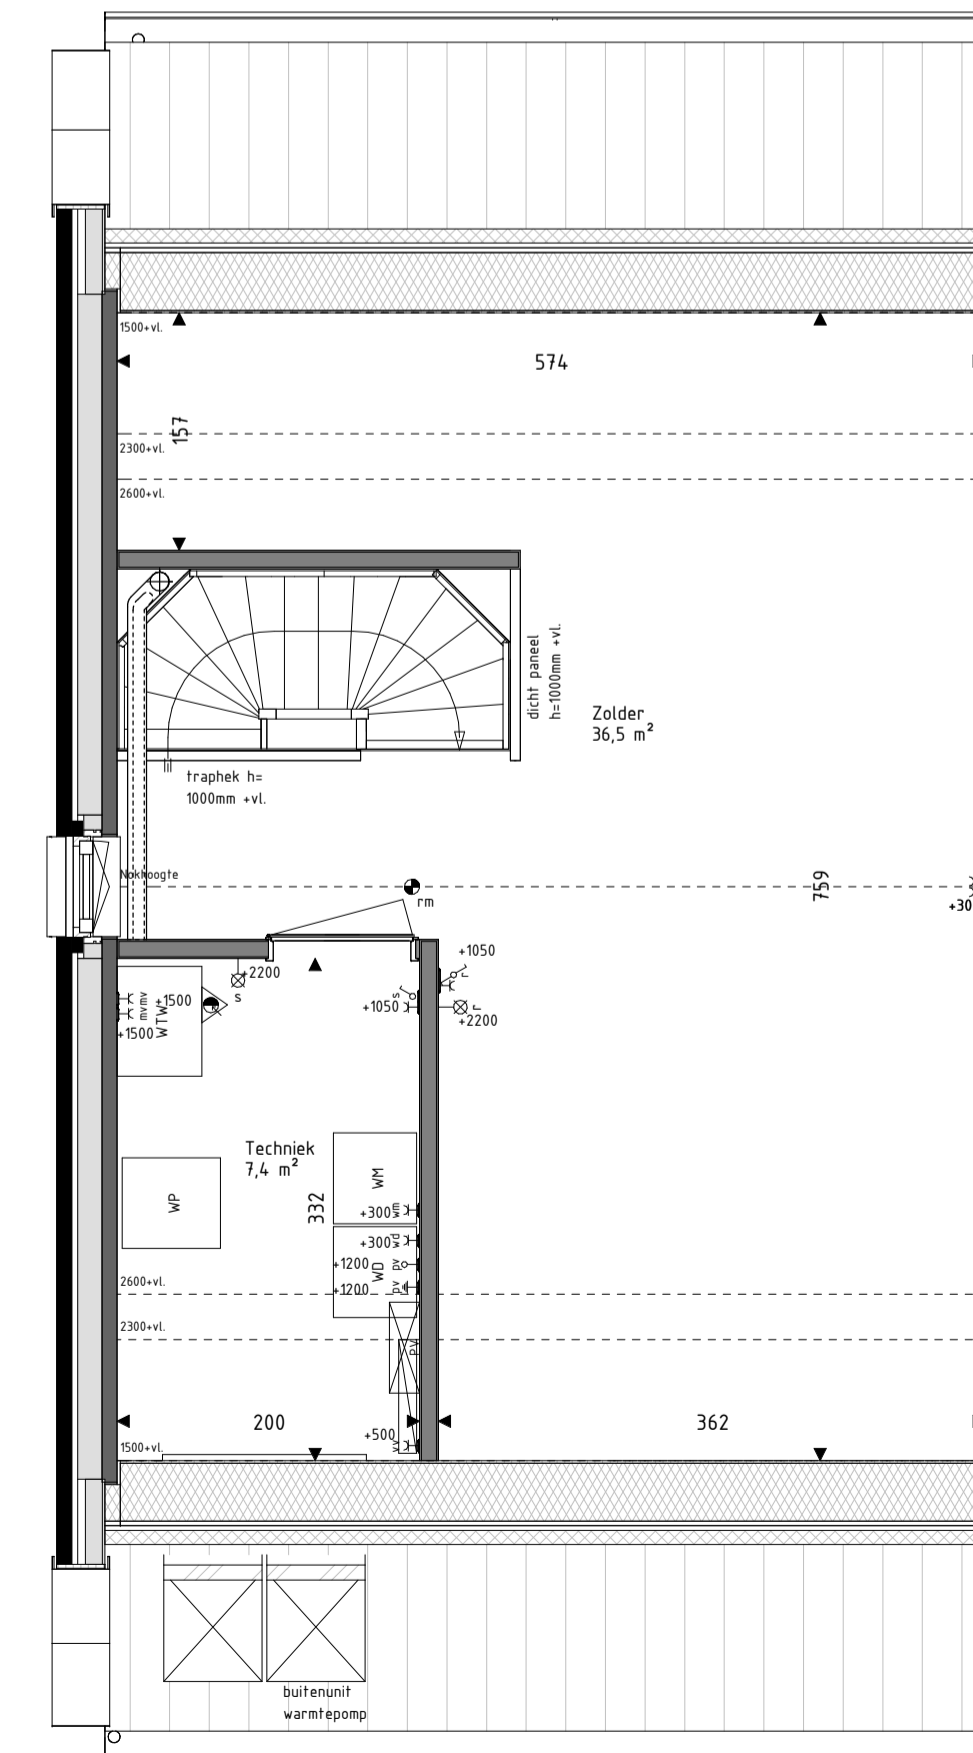 1500+vl.
574
157
2300+vl.
2600+vl.
dicht paneel
h=1000mm +vl.
Zolder
36,5 m²
traphek h=
1000mm +vl.
Nokhoogte
759
rm
+30
+1050
r
+2200
s
+1500
mv
mv
+1500
WTW
s
+1050
r
+2200
Techniek
7,4 m²
332
WP
WM
+300
wm
+300
wd
+1200
pv
WD
+1200
pv
2600+vl.
2300+vl.
pv
200
362
+500
vv
1500+vl.
buitenunit
warmtepomp